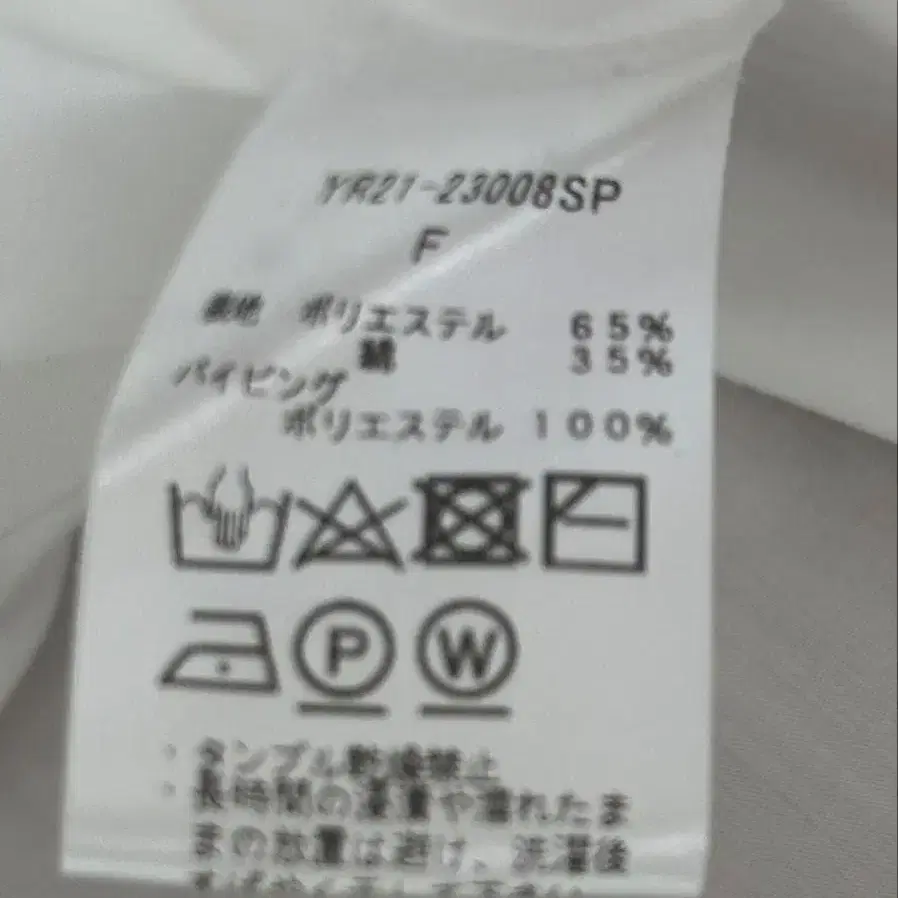 YR21-23008SP
F
表地 ポリエステル 65%
綿 35%
パイピング
ポリエステル 100%
P W
・タンブル乾燥禁止
・長時間の浸漬や濡れたま
まの放置は避け、洗濯後